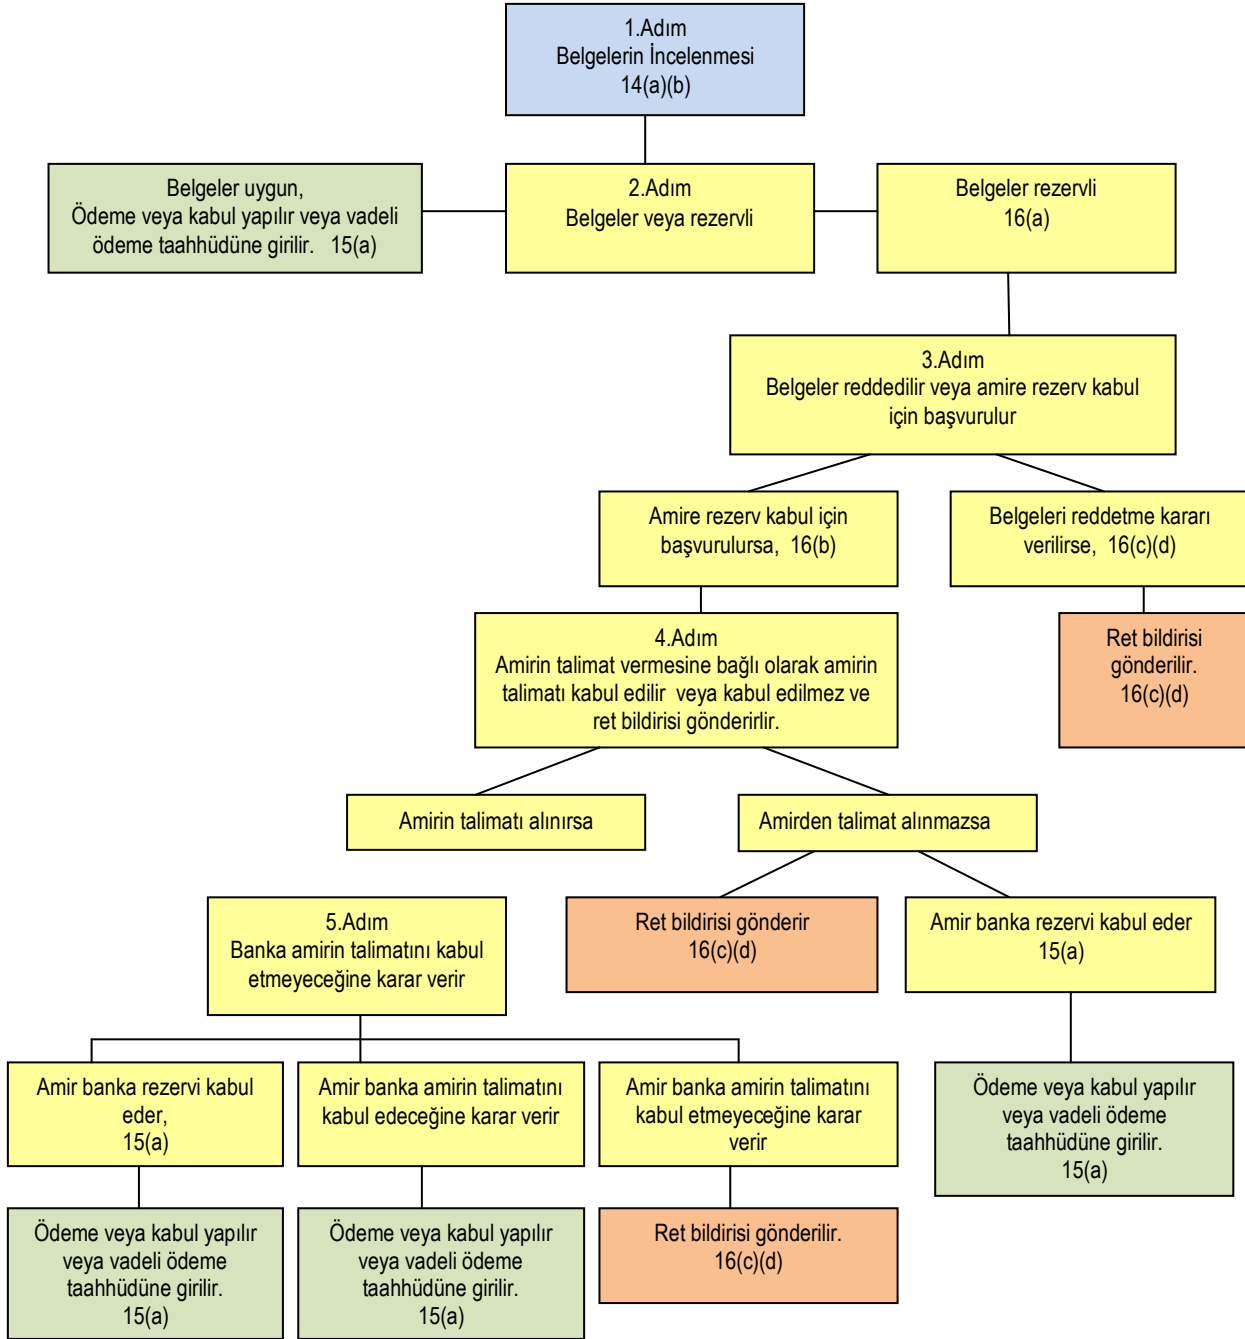 1.Adım
Belgelerin İncelenmesi
14(a)(b)
Belgeler uygun,
Ödeme veya kabul yapılır veya vadeli
ödeme taahhüdüne girilir. 15(a)
2.Adım
Belgeler veya rezervli
Belgeler rezervli
16(a)
3.Adım
Belgeler reddedilir veya amire rezerv kabul
için başvurulur
Amire rezerv kabul için
başvurulursa, 16(b)
Belgeleri reddetme kararı
verilirse, 16(c)(d)
4.Adım
Amirin talimat vermesine bağlı olarak amirin
talimatı kabul edilir veya kabul edilmez ve
ret bildirisi gönderirlir.
Ret bildirisi
gönderilir.
16(c)(d)
Amirin talimatı alınırsa
Amirden talimat alınmazsa
5.Adım
Banka amirin talimatını kabul
etmeyeceğine karar verir
Ret bildirisi gönderir
16(c)(d)
Amir banka rezervi kabul eder
15(a)
Amir banka rezervi kabul
eder,
15(a)
Amir banka amirin talimatını
kabul edeceğine karar verir
Amir banka amirin talimatını
kabul etmeyeceğine karar
verir
Ödeme veya kabul yapılır
veya vadeli ödeme
taahhüdüne girilir.
15(a)
Ödeme veya kabul yapılır
veya vadeli ödeme
taahhüdüne girilir.
15(a)
Ödeme veya kabul yapılır
veya vadeli ödeme
taahhüdüne girilir.
15(a)
Ret bildirisi gönderilir.
16(c)(d)